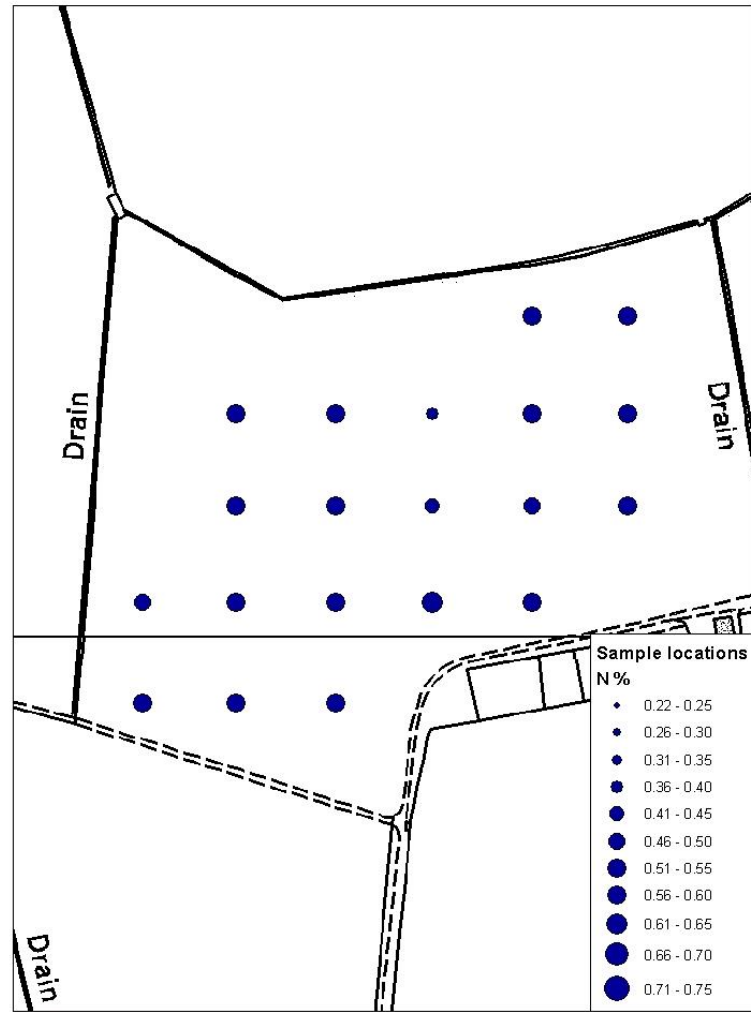 Drain
Drain
Sample locations
N %
0.22 - 0.25
0.26 - 0.30
0.31 - 0.35
0.36 - 0.40
0.41 - 0.45
0.46 - 0.50
0.51 - 0.55
0.56 - 0.60
0.61 - 0.65
0.66 - 0.70
0.71 - 0.75
Drain